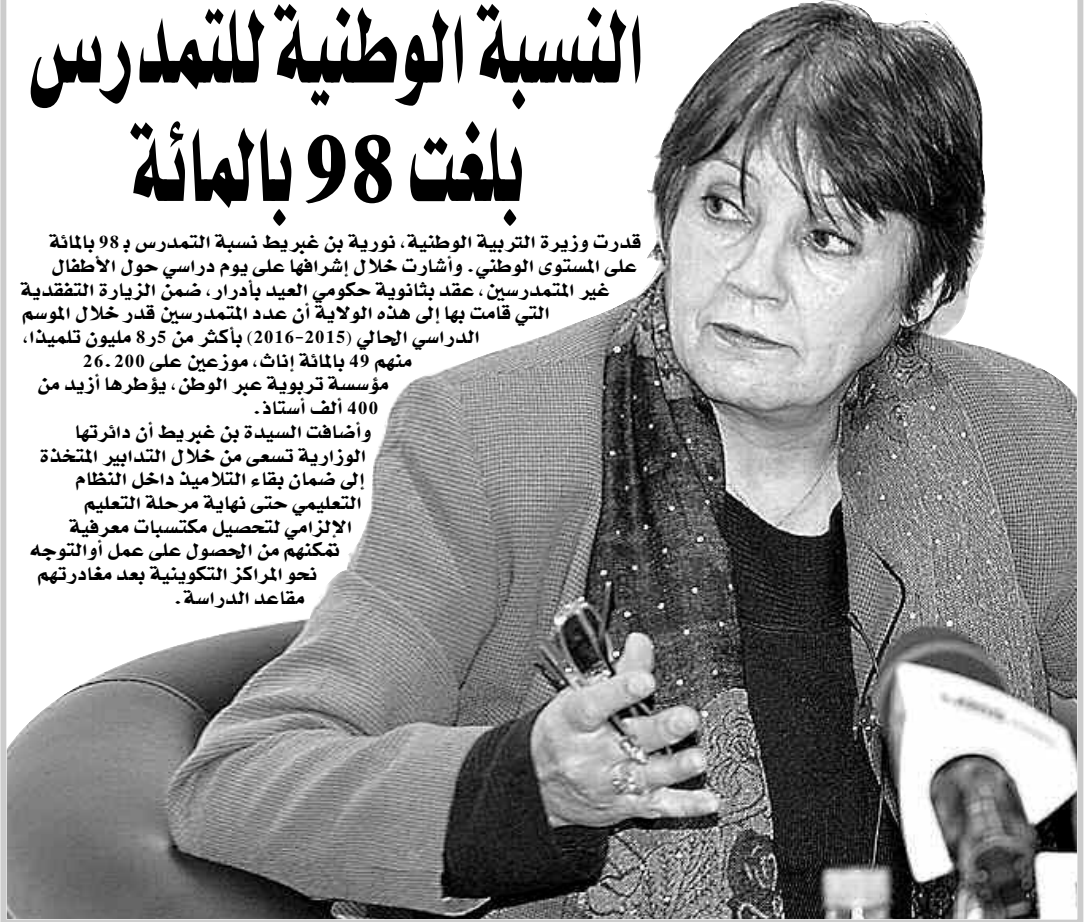 النسبة الوطنية للتمدرس
بلغت 98 بالمائة
قدرت وزيرة التربية الوطنية، نورية بن غبريط نسبة التمدرس بـ 98 بالمائة
على المستوى الوطني. وأشارت خلال إشرافها على يوم دراسي حول الأطفال
غير المتمدرسين، عقد بثانوية حكومي العيد بأدرار، ضمن الزيارة التفقدية
التي قامت بها إلى هذه الولاية أن عدد المتمدرسين قدر خلال الموسم
الدراسي الحالي (2015-2016) بأكثر من 5ر8 مليون تلميذا،
منهم 49 بالمائة إناث، موزعين على 26.200
مؤسسة تربوية عبر الوطن، يؤطرها أزيد من
400 ألف أستاذ.
وأضافت السيدة بن غبريط أن دائرتها
الوزارية تسعى من خلال التدابير المتخذة
إلى ضمان بقاء التلاميذ داخل النظام
التعليمي حتى نهاية مرحلة التعليم
الإلزامي لتحصيل مكتسبات معرفية
تمكنهم من الحصول على عمل أوالتوجه
نحو المراكز التكوينية بعد مغادرتهم
مقاعد الدراسة.